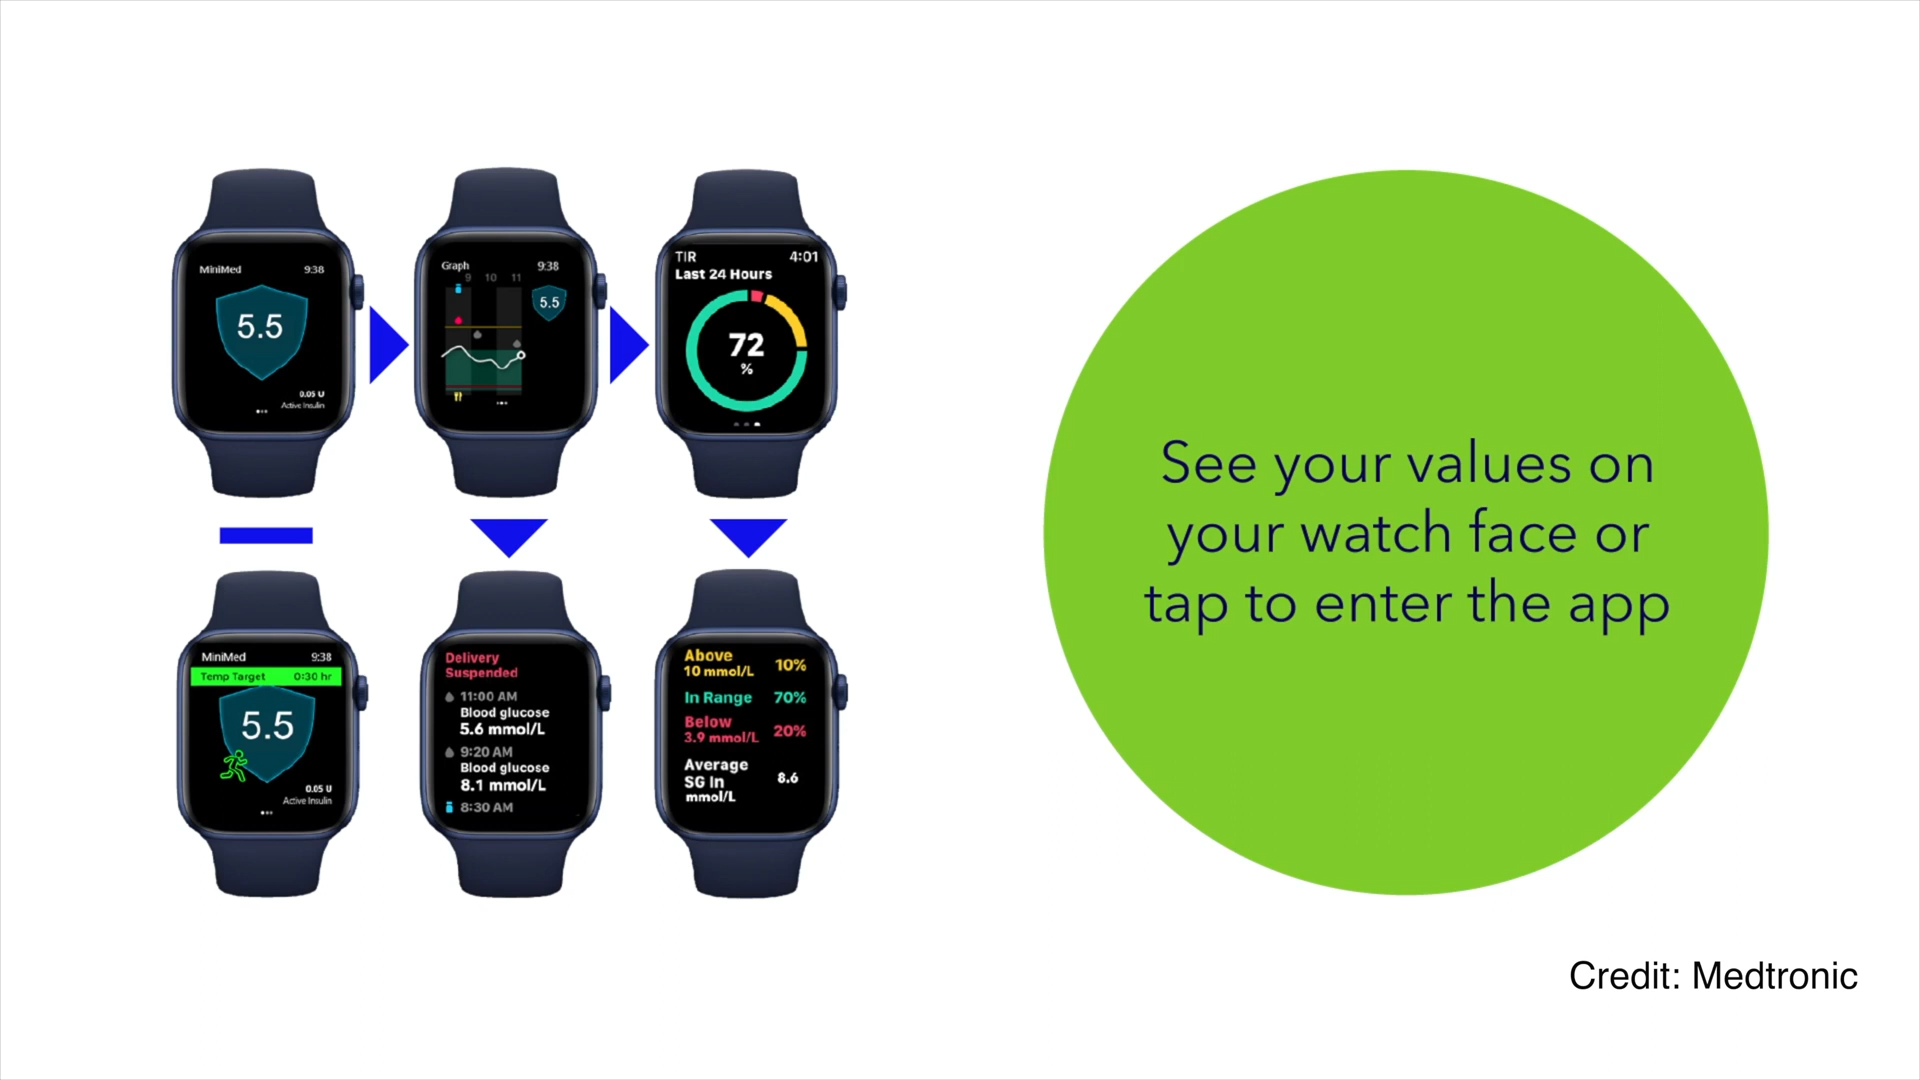 MiniMed 9:38
5.5
0.05 U
Active Insulin
Graph 9:38
9 10 11
5.5
TIR 4:01
Last 24 Hours
72
%
MiniMed 9:38
Temp Target 0:30 hr
5.5
0.05 U
Active Insulin
Delivery
Suspended
11:00 AM
Blood glucose
5.6 mmol/L
9:20 AM
Blood glucose
8.1 mmol/L
8:30 AM
Above 10%
10 mmol/L
In Range 70%
Below 20%
3.9 mmol/L
Average
SG In 8.6
mmol/L
See your values on
your watch face or
tap to enter the app
Credit: Medtronic